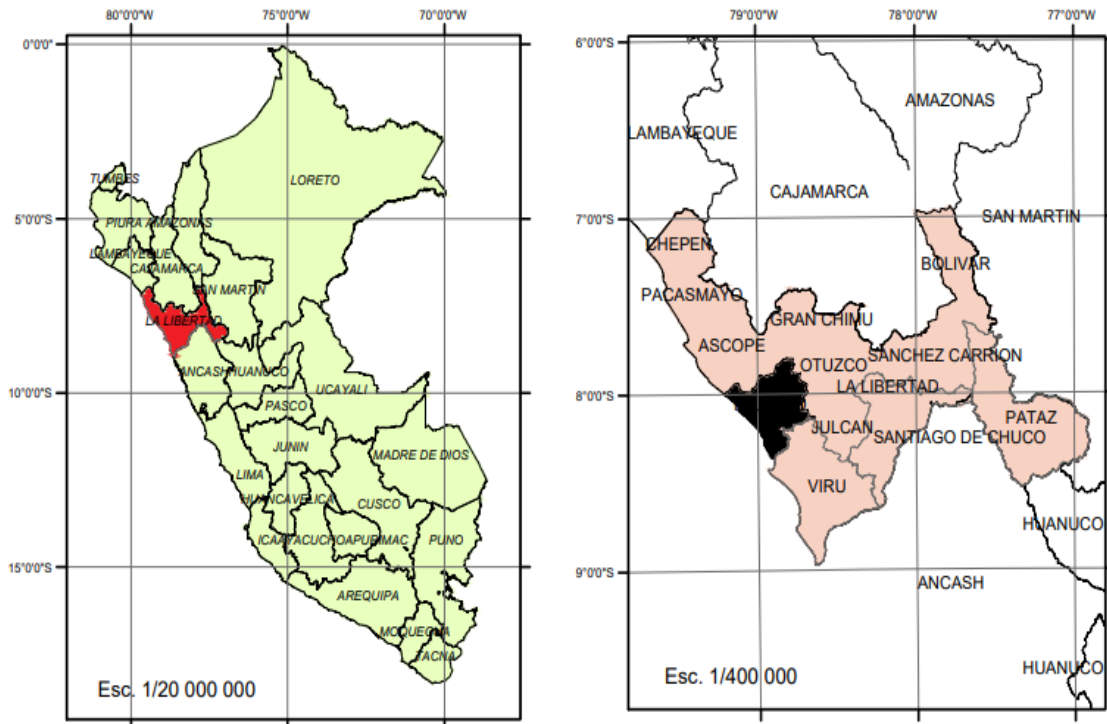 80°0'0"W 75°0'0"W 70°0'0"W
0°0'0"
TUMBES
LORETO
5°0'0"S
PIURA AMAZONAS
LAMBAYEQUE
CAJAMARCA
SAN MARTIN
LA LIBERTAD
ANCASH HUANUCO
UCAYALI
10°0'0"S
PASCO
JUNIN
MADRE DE DIOS
LIMA
HUANCAVELICA
CUSCO
ICA AYACUCHO APURIMAC PUNO
15°0'0"S
AREQUIPA
MOQUEGUA
TACNA
Esc. 1/20 000 000
79°0'0"W 78°0'0"W 77°0'0"W
6°0'0"S
AMAZONAS
LAMBAYEQUE
CAJAMARCA
7°0'0"S
SAN MARTIN
CHEPEN
BOLIVAR
PACASMAYO
GRAN CHIMU
ASCOPE
SANCHEZ CARRION
OTUZCO
LA LIBERTAD
8°0'0"S
PATAZ
JULCAN
SANTIAGO DE CHUCO
VIRU
HUANUCO
9°0'0"S
ANCASH
HUANUCO
Esc. 1/400 000